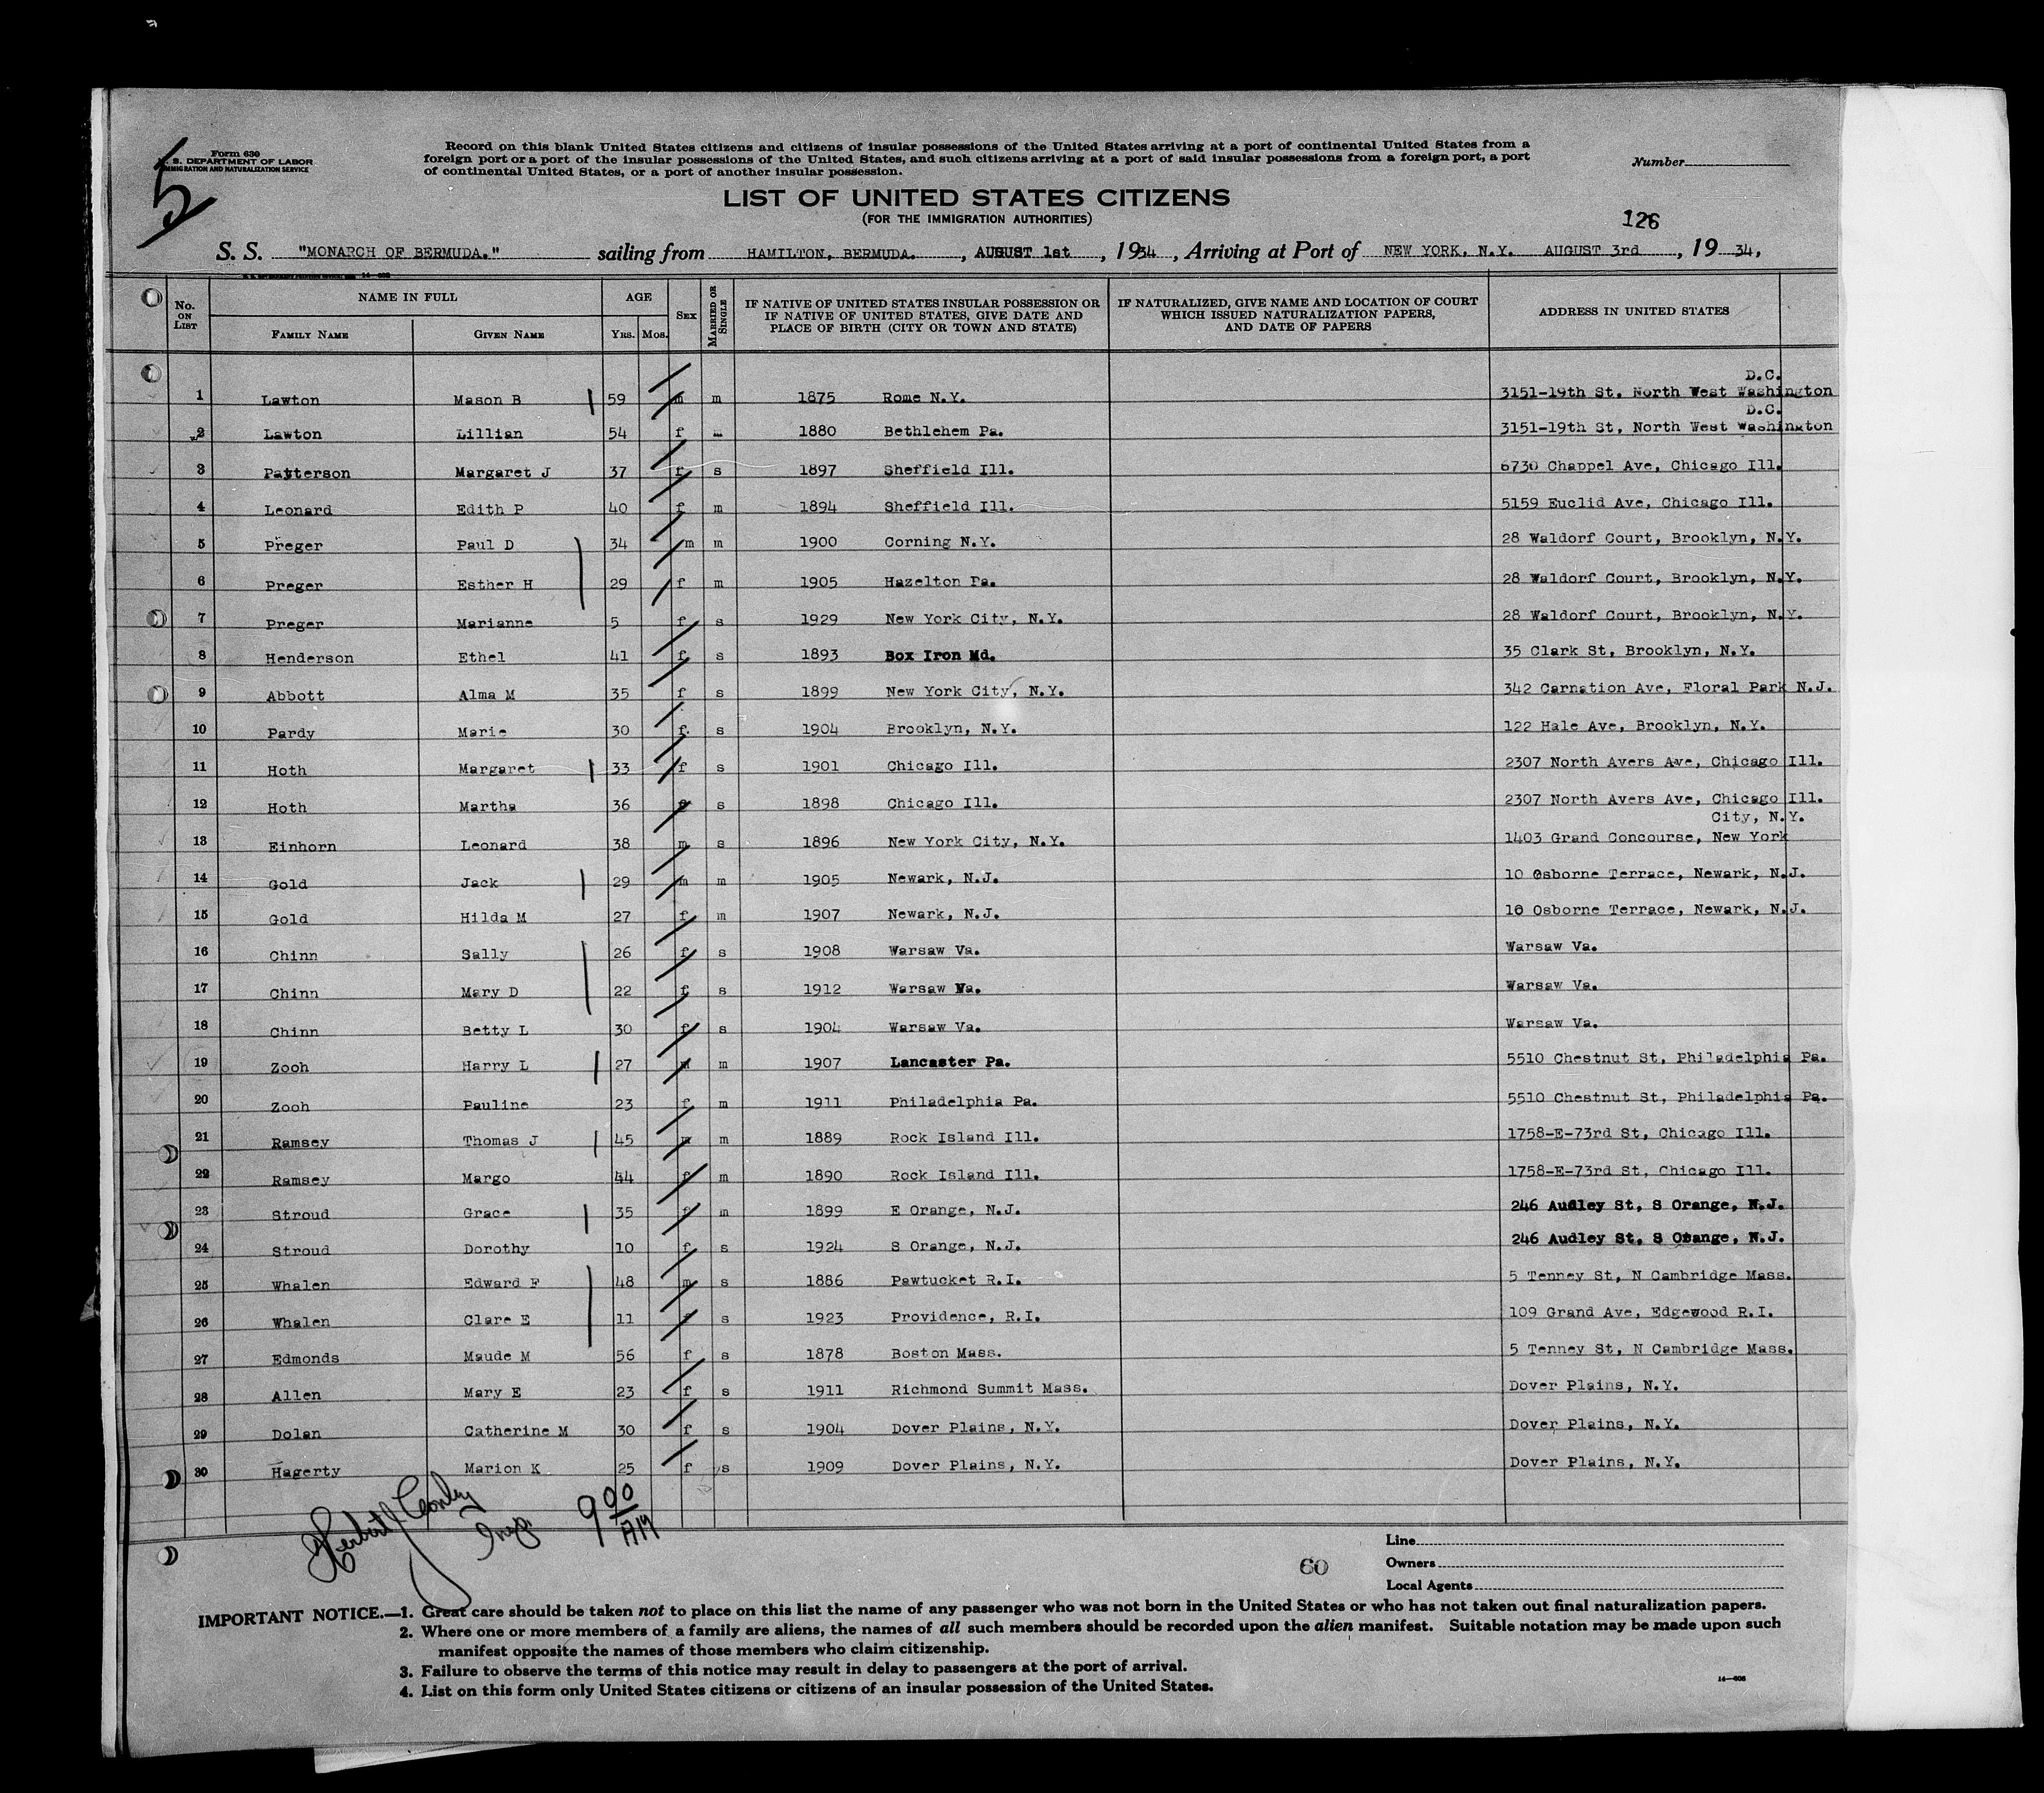 5
Form 630
U. S. DEPARTMENT OF LABOR
IMMIGRATION AND NATURALIZATION SERVICE
Record on this blank United States citizens and citizens of insular possessions of the United States arriving at a port of continental United States from a
foreign port or a port of the insular possessions of the United States, and such citizens arriving at a port of said insular possessions from a foreign port, a port
of continental United States, or a port of another insular possession.
Number
LIST OF UNITED STATES CITIZENS
(FOR THE IMMIGRATION AUTHORITIES)
126
S. S. "MONARCH OF BERMUDA." sailing from HAMILTON, BERMUDA. , AUGUST 1st , 1934 , Arriving at Port of NEW YORK, N.Y. AUGUST 3rd , 19 34,
No. ON LIST NAME IN FULL AGE SEX MARRIED OR SINGLE IF NATIVE OF UNITED STATES INSULAR POSSESSION OR IF NATIVE OF UNITED STATES, GIVE DATE AND PLACE OF BIRTH (CITY OR TOWN AND STATE) IF NATURALIZED, GIVE NAME AND LOCATION OF COURT WHICH ISSUED NATURALIZATION PAPERS, AND DATE OF PAPERS ADDRESS IN UNITED STATES
FAMILY NAME GIVEN NAME YRS. MOS.
D.C.
1 Lawton Mason B 59 m m 1875 Rome N.Y. 3151-19th St. North West Washington
D.C.
2 Lawton Lillian 54 f m 1880 Bethlehem Pa. 3151-19th St, North West Washington
3 Patterson Margaret J 37 f s 1897 Sheffield Ill. 6730 Chappel Ave, Chicago Ill.
4 Leonard Edith P 40 f m 1894 Sheffield Ill. 5159 Euclid Ave, Chicago Ill.
5 Preger Paul D 34 m m 1900 Corning N.Y. 28 Waldorf Court, Brooklyn, N.Y.
6 Preger Esther H 29 f m 1905 Hazelton Pa. 28 Waldorf Court, Brooklyn, N.Y.
7 Preger Marianne 5 f s 1929 New York City, N.Y. 28 Waldorf Court, Brooklyn, N.Y.
8 Henderson Ethel 41 f s 1893 Box Iron Md. 35 Clark St, Brooklyn, N.Y.
9 Abbott Alma M 35 f s 1899 New York City, N.Y. 342 Carnation Ave, Floral Park N.J.
10 Pardy Marie 30 f s 1904 Brooklyn, N.Y. 122 Hale Ave, Brooklyn, N.Y.
11 Hoth Margaret 33 f s 1901 Chicago Ill. 2307 North Avers Ave, Chicago Ill.
12 Hoth Martha 36 f s 1898 Chicago Ill. 2307 North Avers Ave, Chicago Ill.
City, N.Y.
13 Einhorn Leonard 38 m s 1896 New York City, N.Y. 1403 Grand Concourse, New York
14 Gold Jack 29 m m 1905 Newark, N.J. 10 Osborne Terrace, Newark, N.J.
15 Gold Hilda M 27 f m 1907 Newark, N.J. 10 Osborne Terrace, Newark, N.J.
16 Chinn Sally 26 f s 1908 Warsaw Va. Warsaw Va.
17 Chinn Mary D 22 f s 1912 Warsaw Va. Warsaw Va.
18 Chinn Betty L 30 f s 1904 Warsaw Va. Warsaw Va.
19 Zooh Harry L 27 m m 1907 Lancaster Pa. 5510 Chestnut St, Philadelphia Pa.
20 Zooh Pauline 23 f m 1911 Philadelphia Pa. 5510 Chestnut St, Philadelphia Pa.
21 Ramsey Thomas J 45 m m 1889 Rock Island Ill. 1758-E-73rd St, Chicago Ill.
22 Ramsey Margo 44 f m 1890 Rock Island Ill. 1758-E-73rd St, Chicago Ill.
23 Stroud Grace 35 f m 1899 E Orange, N.J. 246 Audley St, S Orange, N.J.
24 Stroud Dorothy 10 f s 1924 S Orange, N.J. 246 Audley St, S Orange, N.J.
25 Whalen Edward F 48 m s 1886 Pawtucket R.I. 5 Tenney St, N Cambridge Mass.
26 Whalen Clare E 11 f s 1923 Providence, R.I. 109 Grand Ave, Edgewood R.I.
27 Edmonds Maude M 56 f s 1878 Boston Mass. 5 Tenney St, N Cambridge Mass.
28 Allen Mary E 23 f s 1911 Richmond Summit Mass. Dover Plains, N.Y.
29 Dolan Catherine M 30 f s 1904 Dover Plains, N.Y. Dover Plains, N.Y.
30 Hagerty Marion K 25 f s 1909 Dover Plains, N.Y. Dover Plains, N.Y.
Herbert J Insp. 9 00 AM
Line
60
Owners
Local Agents
IMPORTANT NOTICE.—1. Great care should be taken not to place on this list the name of any passenger who was not born in the United States or who has not taken out final naturalization papers.
2. Where one or more members of a family are aliens, the names of all such members should be recorded upon the alien manifest. Suitable notation may be made upon such
manifest opposite the names of those members who claim citizenship.
3. Failure to observe the terms of this notice may result in delay to passengers at the port of arrival.
4. List on this form only United States citizens or citizens of an insular possession of the United States.